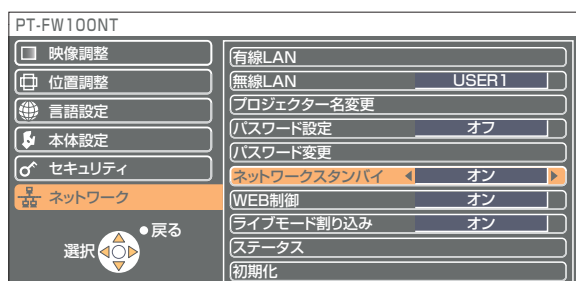 PT-FW100NT
映像調整
位置調整
言語設定
本体設定
セキュリティ
ネットワーク
戻る
選択
有線LAN
無線LAN USER1
プロジェクター名変更
パスワード設定 オフ
パスワード変更
ネットワークスタンバイ オン
WEB制御 オン
ライブモード割り込み オン
ステータス
初期化